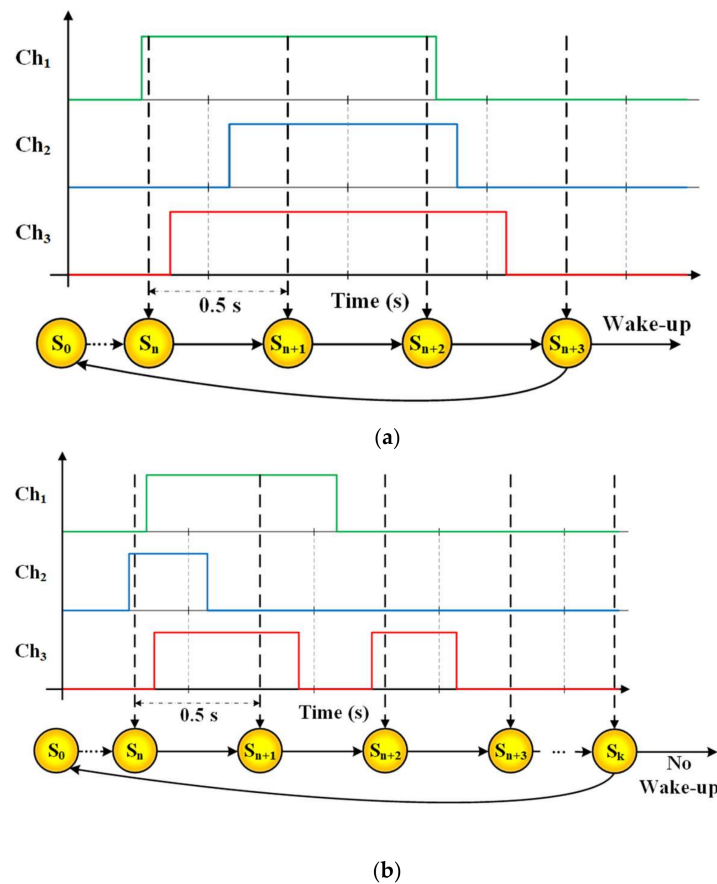 Ch₁
Ch₂
Ch₃
0.5 s
Time (s)
Wake-up
S₀ Sₙ Sₙ₊₁ Sₙ₊₂ Sₙ₊₃
(a)
Ch₁
Ch₂
Ch₃
0.5 s
Time (s)
S₀ Sₙ Sₙ₊₁ Sₙ₊₂ Sₙ₊₃ ... Sₖ
No
Wake-up
(b)